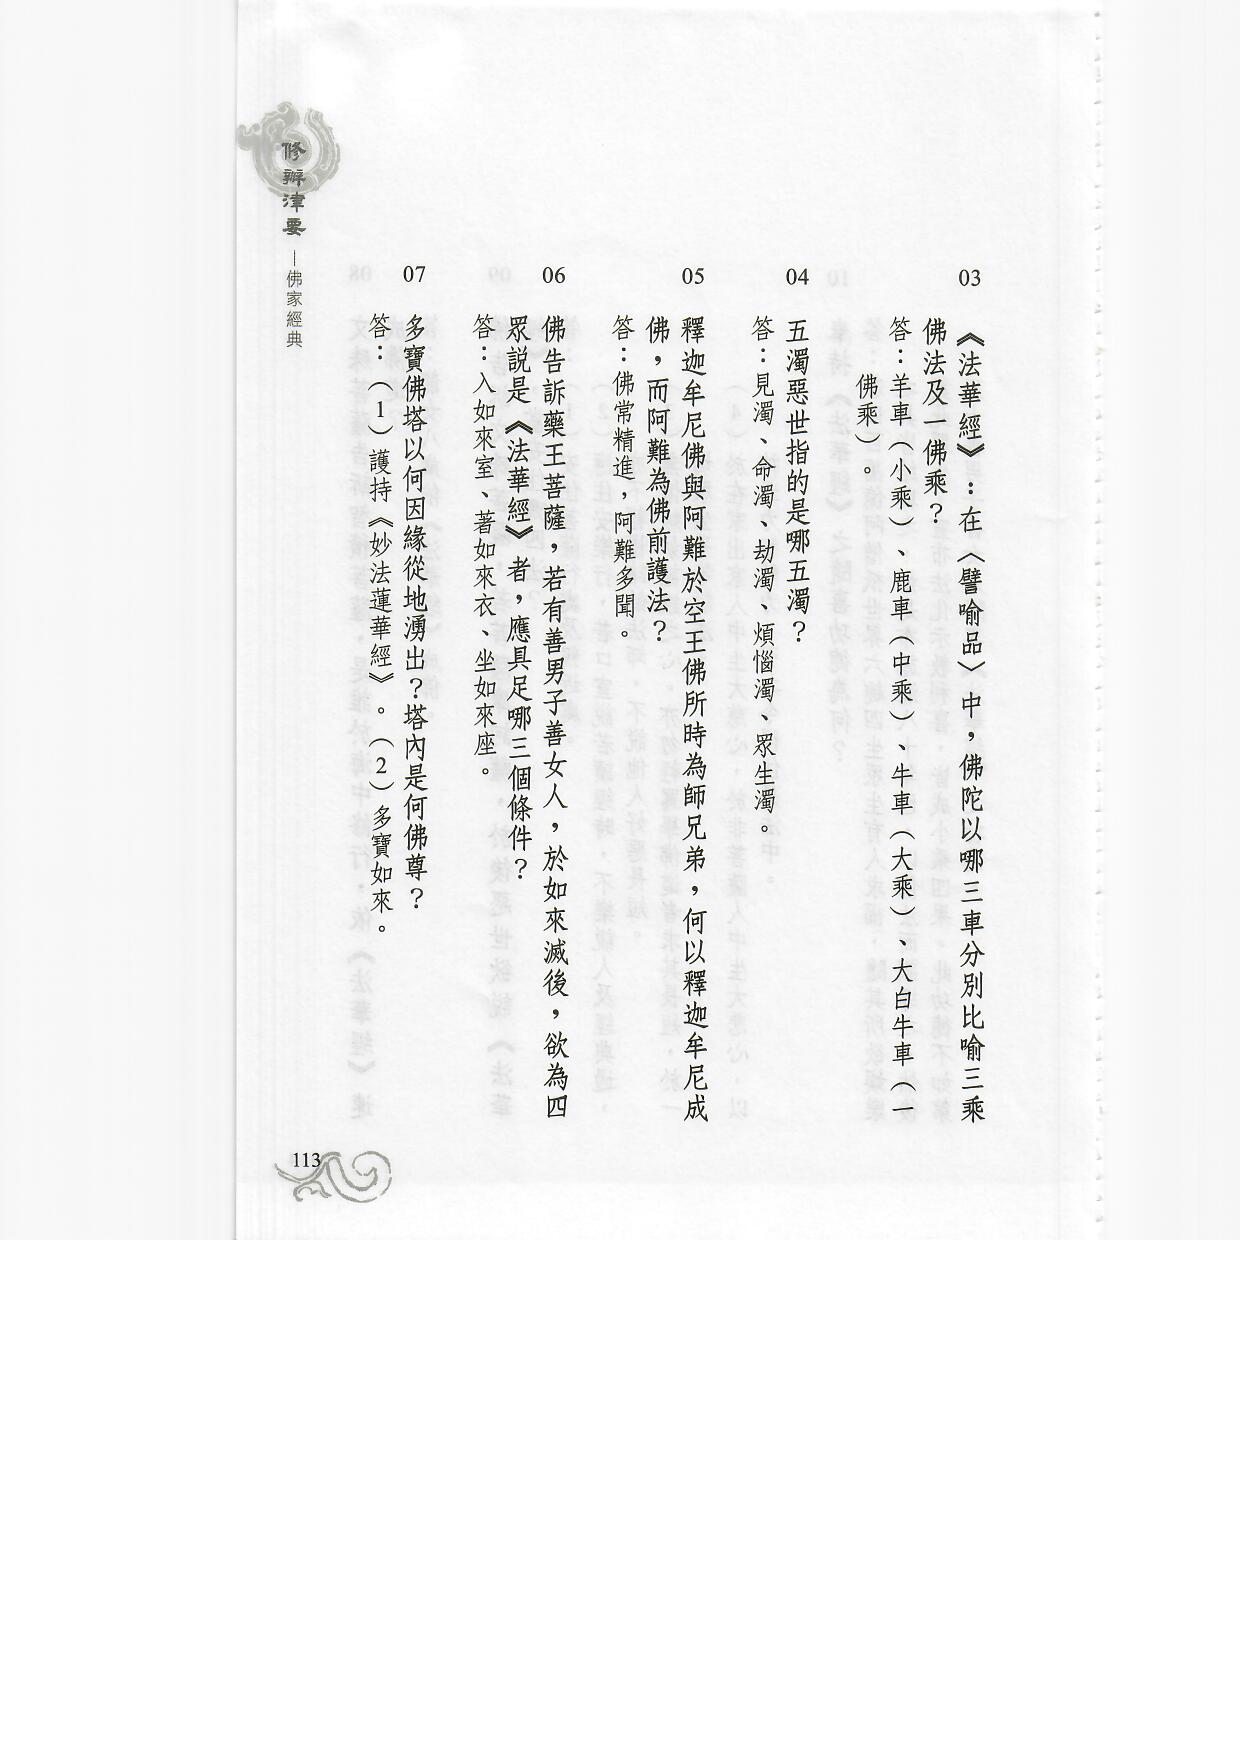 03
《法華經》:在〈譬喻品〉中,佛陀以哪三車分別比喻三乘
佛法及一佛乘?
答:羊車(小乘)、鹿車(中乘)、牛車(大乘)、大白牛車(一
佛乘)。
04
五濁惡世指的是哪五濁?
答:見濁、命濁、劫濁、煩惱濁、眾生濁。
05
釋迦牟尼佛與阿難於空王佛所時為師兄弟,何以釋迦牟尼成
佛,而阿難為佛前護法?
答:佛常精進,阿難多聞。
06
佛告訴藥王菩薩,若有善男子善女人,於如來滅後,欲為四
眾說是《法華經》者,應具足哪三個條件?
答:入如來室、著如來衣、坐如來座。
07
多寶佛塔以何因緣從地湧出?塔內是何佛尊?
答:(1)護持《妙法蓮華經》。(2)多寶如來。
修辦津要
—佛家經典
113